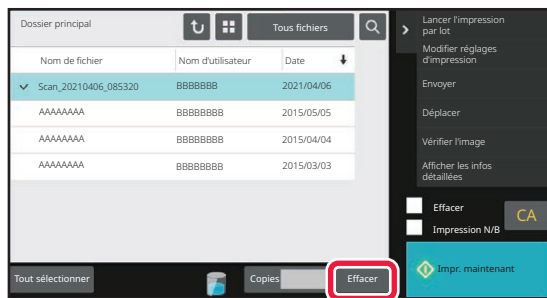 Dossier principal
Tous fichiers
Nom de fichier
Nom d'utilisateur
Date
Scan_20210406_085320
BBBBBBB
2021/04/06
AAAAAAAA
BBBBBBBB
2015/05/05
AAAAAAAA
BBBBBBBB
2015/04/04
AAAAAAAA
BBBBBBBB
2015/03/03
Tout sélectionner
Copies
Effacer
Lancer l'impression
par lot
Modifier réglages
d'impression
Envoyer
Déplacer
Vérifier l'image
Afficher les infos
détaillées
Effacer
Impression N/B
CA
Impr. maintenant